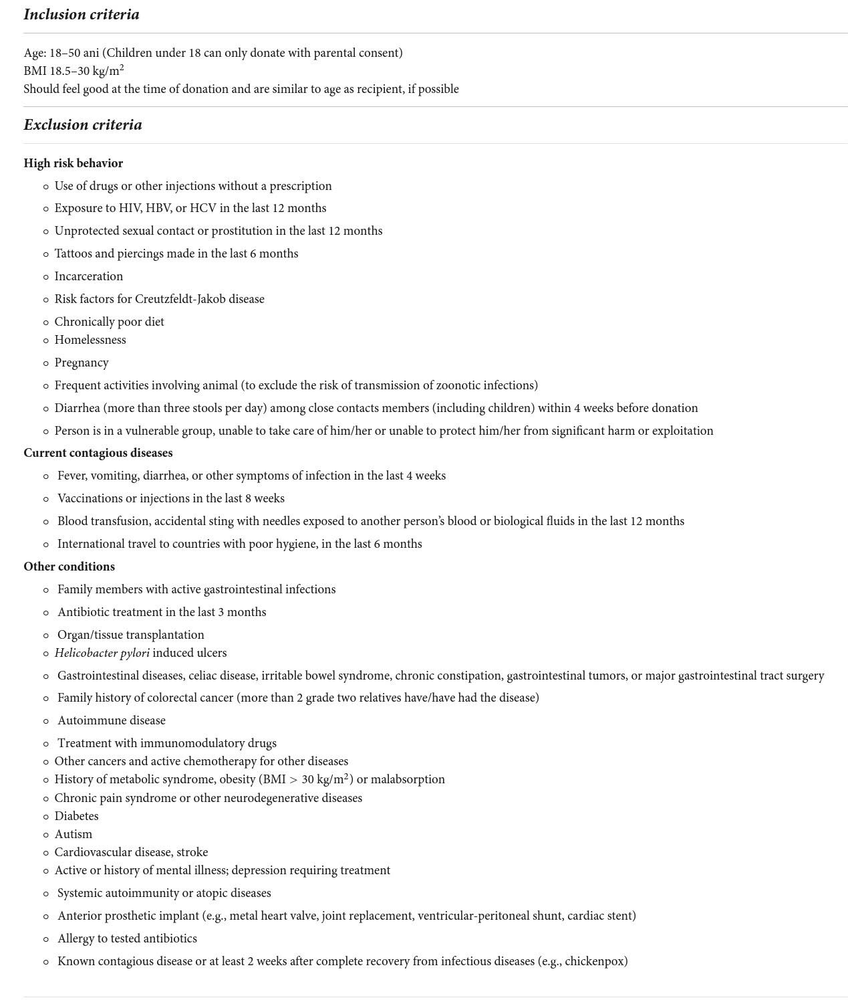 Inclusion criteria
Age: 18–50 ani (Children under 18 can only donate with parental consent)
BMI 18.5–30 kg/m²
Should feel good at the time of donation and are similar to age as recipient, if possible
Exclusion criteria
High risk behavior
∘ Use of drugs or other injections without a prescription
∘ Exposure to HIV, HBV, or HCV in the last 12 months
∘ Unprotected sexual contact or prostitution in the last 12 months
∘ Tattoos and piercings made in the last 6 months
∘ Incarceration
∘ Risk factors for Creutzfeldt-Jakob disease
∘ Chronically poor diet
∘ Homelessness
∘ Pregnancy
∘ Frequent activities involving animal (to exclude the risk of transmission of zoonotic infections)
∘ Diarrhea (more than three stools per day) among close contacts members (including children) within 4 weeks before donation
∘ Person is in a vulnerable group, unable to take care of him/her or unable to protect him/her from significant harm or exploitation
Current contagious diseases
∘ Fever, vomiting, diarrhea, or other symptoms of infection in the last 4 weeks
∘ Vaccinations or injections in the last 8 weeks
∘ Blood transfusion, accidental sting with needles exposed to another person's blood or biological fluids in the last 12 months
∘ International travel to countries with poor hygiene, in the last 6 months
Other conditions
∘ Family members with active gastrointestinal infections
∘ Antibiotic treatment in the last 3 months
∘ Organ/tissue transplantation
∘ Helicobacter pylori induced ulcers
∘ Gastrointestinal diseases, celiac disease, irritable bowel syndrome, chronic constipation, gastrointestinal tumors, or major gastrointestinal tract surgery
∘ Family history of colorectal cancer (more than 2 grade two relatives have/have had the disease)
∘ Autoimmune disease
∘ Treatment with immunomodulatory drugs
∘ Other cancers and active chemotherapy for other diseases
∘ History of metabolic syndrome, obesity (BMI > 30 kg/m²) or malabsorption
∘ Chronic pain syndrome or other neurodegenerative diseases
∘ Diabetes
∘ Autism
∘ Cardiovascular disease, stroke
∘ Active or history of mental illness; depression requiring treatment
∘ Systemic autoimmunity or atopic diseases
∘ Anterior prosthetic implant (e.g., metal heart valve, joint replacement, ventricular-peritoneal shunt, cardiac stent)
∘ Allergy to tested antibiotics
∘ Known contagious disease or at least 2 weeks after complete recovery from infectious diseases (e.g., chickenpox)